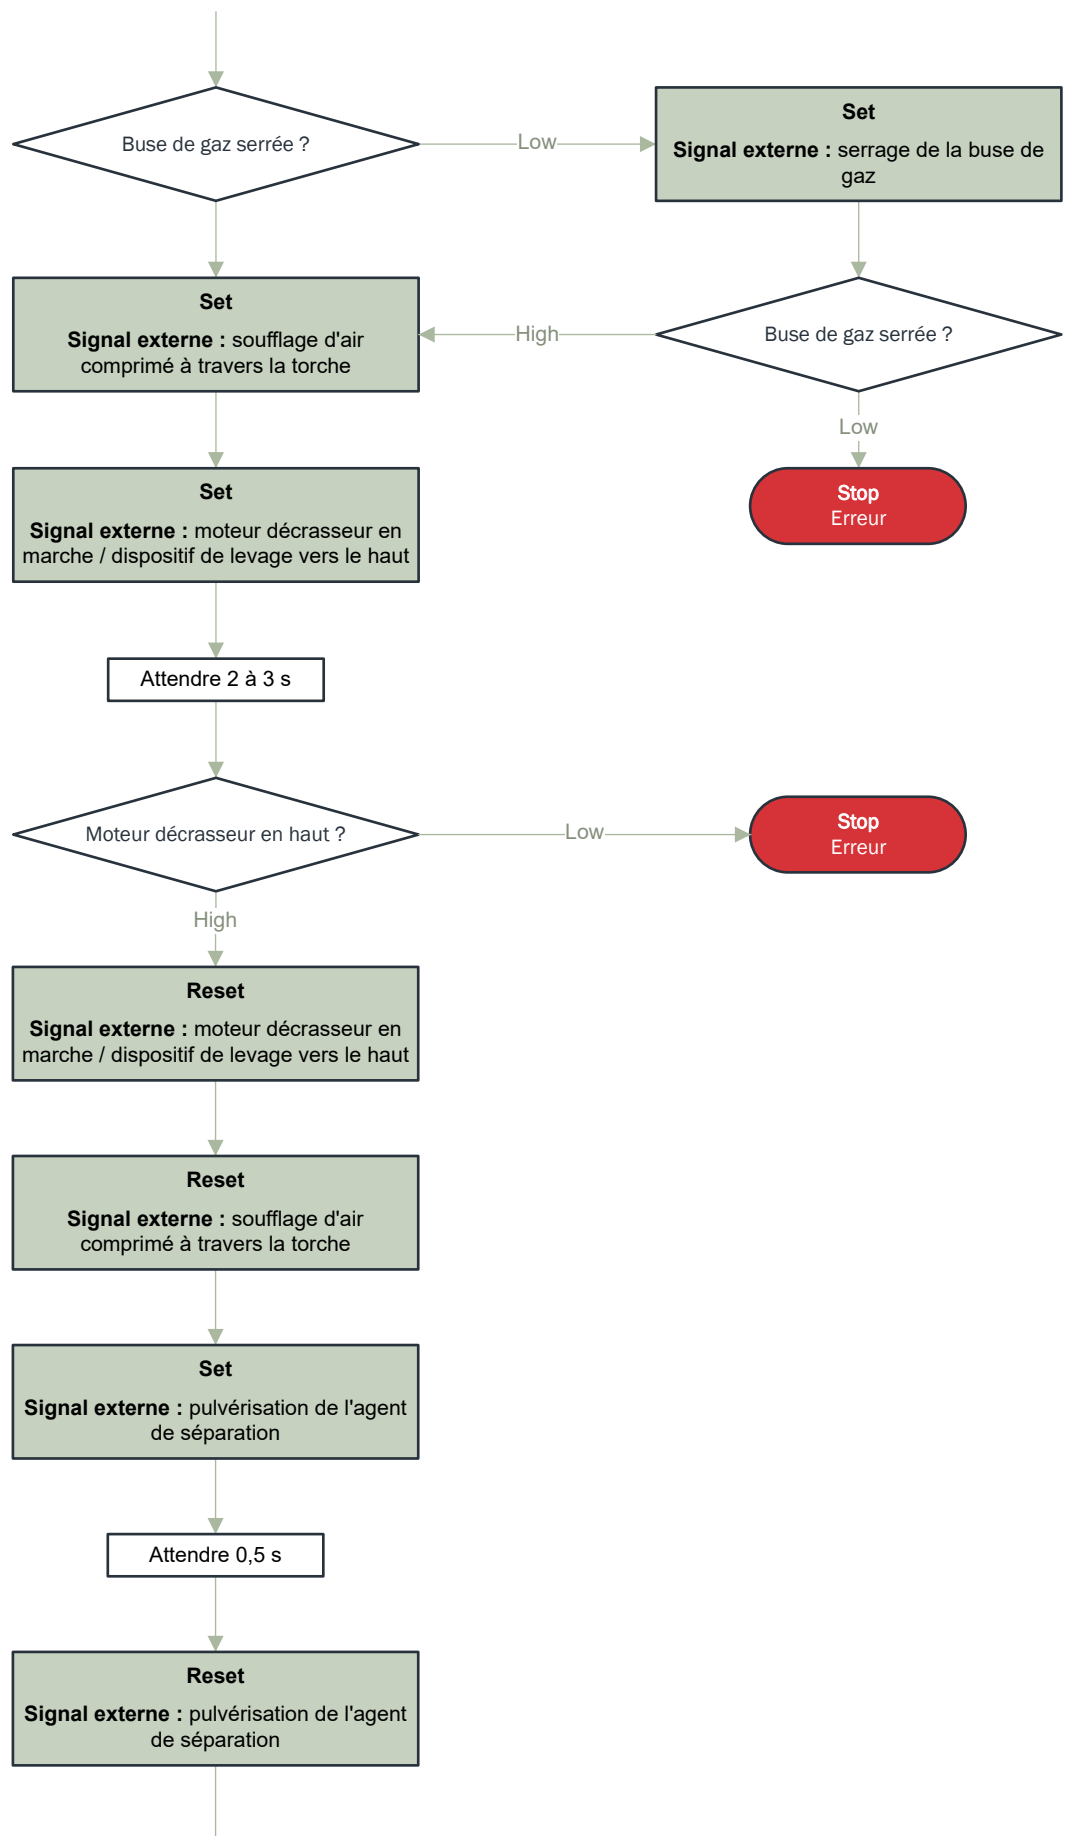 Buse de gaz serrée ?
Low
Set
Signal externe : serrage de la buse de
gaz
Set
Signal externe : soufflage d'air
comprimé à travers la torche
High
Buse de gaz serrée ?
Low
Stop
Erreur
Set
Signal externe : moteur décrasseur en
marche / dispositif de levage vers le haut
Attendre 2 à 3 s
Moteur décrasseur en haut ?
Low
Stop
Erreur
High
Reset
Signal externe : moteur décrasseur en
marche / dispositif de levage vers le haut
Reset
Signal externe : soufflage d'air
comprimé à travers la torche
Set
Signal externe : pulvérisation de l'agent
de séparation
Attendre 0,5 s
Reset
Signal externe : pulvérisation de l'agent
de séparation